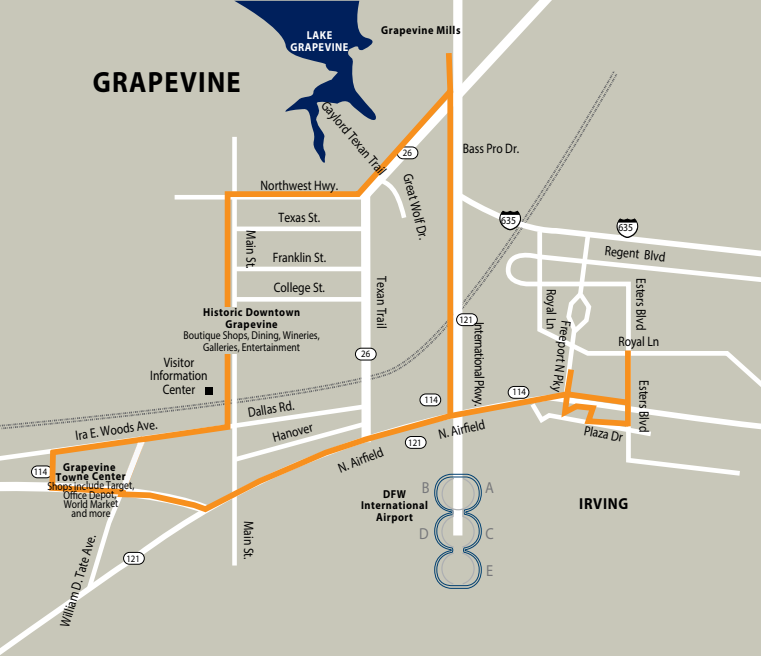 LAKE
GRAPEVINE
Grapevine Mills
GRAPEVINE
Gaylord Texan Trail
26
Bass Pro Dr.
Great Wolf Dr.
Northwest Hwy.
Texas St.
Main St.
Franklin St.
College St.
Texan Trail
635
635
Regent Blvd
Esters Blvd
Royal Ln
Freeport N Pky
Royal Ln
121
International Pkwy.
Historic Downtown
Grapevine
Boutique Shops, Dining, Wineries,
Galleries, Entertainment
26
Visitor
Information
Center
114
114
Esters Blvd
Dallas Rd.
Ira E. Woods Ave.
Hanover
N. Airfield
121
N. Airfield
Plaza Dr
114
Grapevine
Towne Center
Shops include Target,
Office Depot,
World Market
and more
DFW
International
Airport
B
A
D
C
E
IRVING
Main St.
121
William D. Tate Ave.